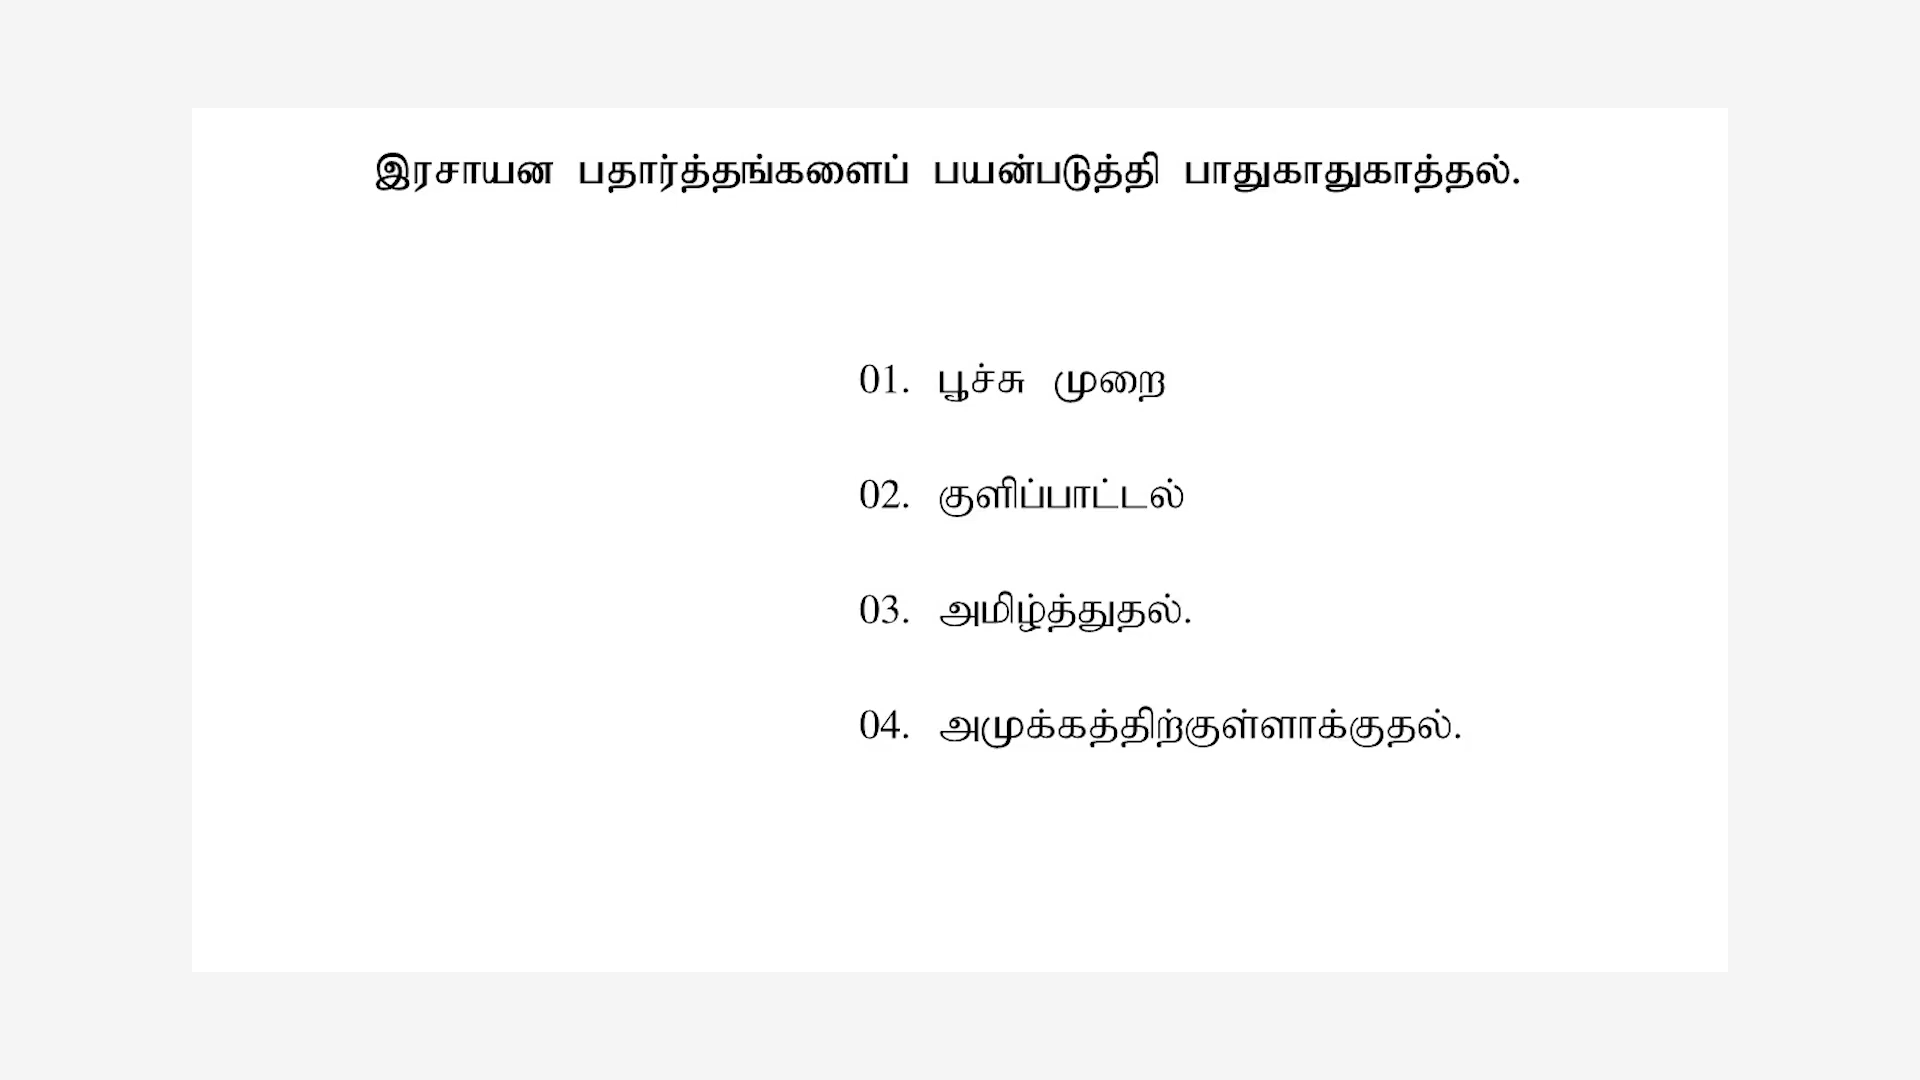 இரசாயன பதார்த்தங்களைப் பயன்படுத்தி பாதுகாதுகாத்தல்.
01. பூச்சு முறை
02. குளிப்பாட்டல்
03. அமிழ்த்துதல்.
04. அமுக்கத்திற்குள்ளாக்குதல்.